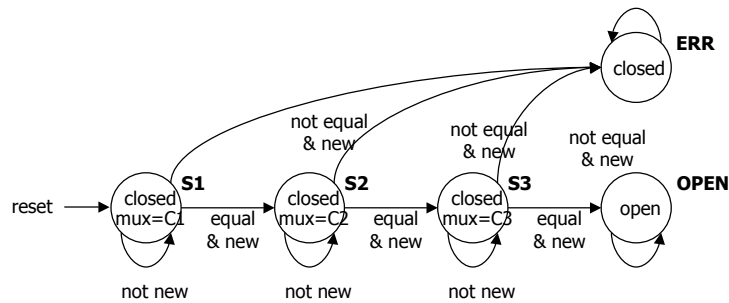 ERR
closed
not equal
& new
not equal
& new
not equal
& new
S1
S2
S3
OPEN
reset
closed
mux=C1
equal
& new
closed
mux=C2
equal
& new
closed
mux=C3
equal
& new
open
not new
not new
not new